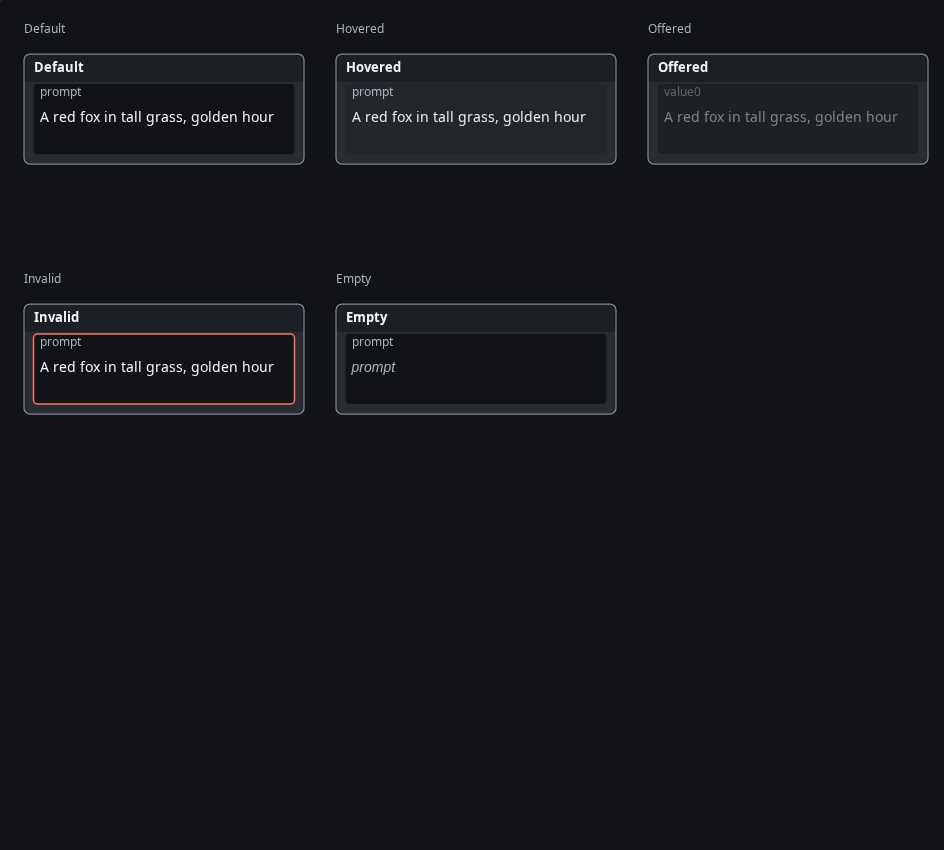 Default
Hovered
Offered
Default
Hovered
Offered
prompt
prompt
value0
A red fox in tall grass, golden hour
A red fox in tall grass, golden hour
A red fox in tall grass, golden hour
Invalid
Empty
Invalid
Empty
prompt
prompt
A red fox in tall grass, golden hour
prompt